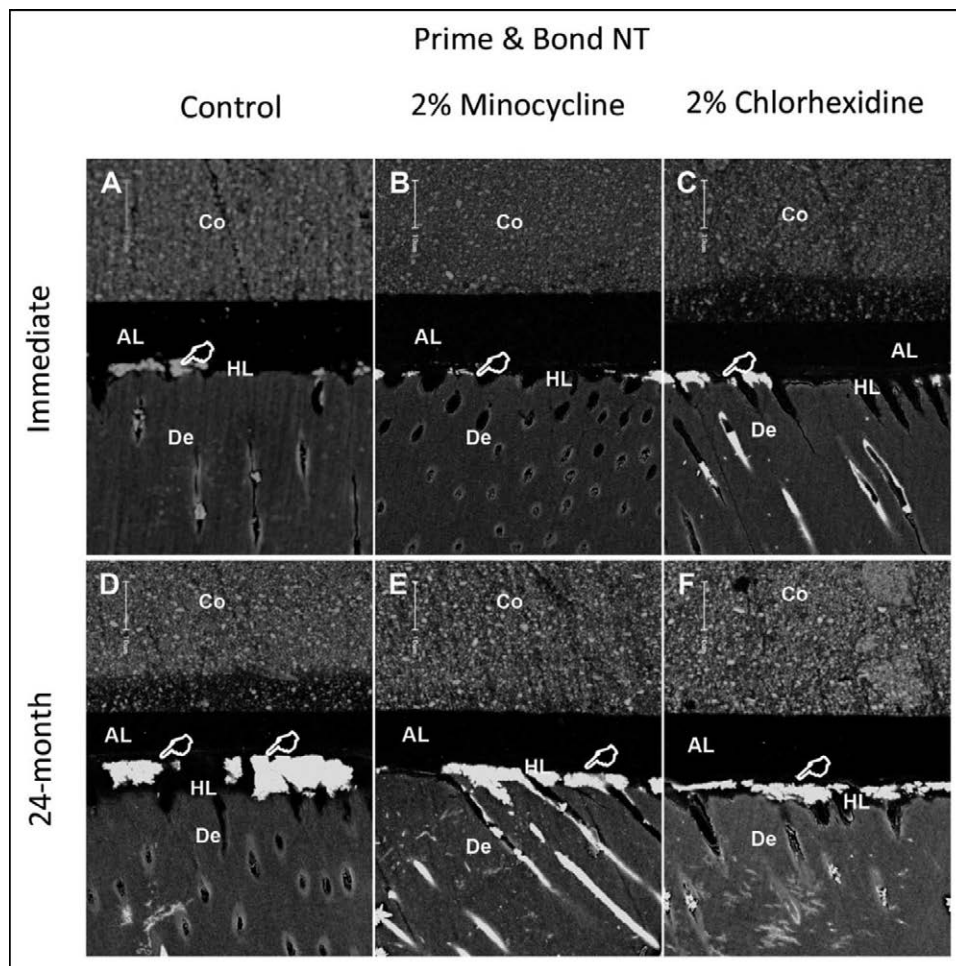 Prime & Bond NT
Control
2% Minocycline
2% Chlorhexidine
Immediate
A
Co
AL
HL
De
B
Co
AL
HL
De
C
Co
AL
HL
De
24-month
D
Co
AL
HL
De
E
Co
AL
HL
De
F
Co
AL
HL
De